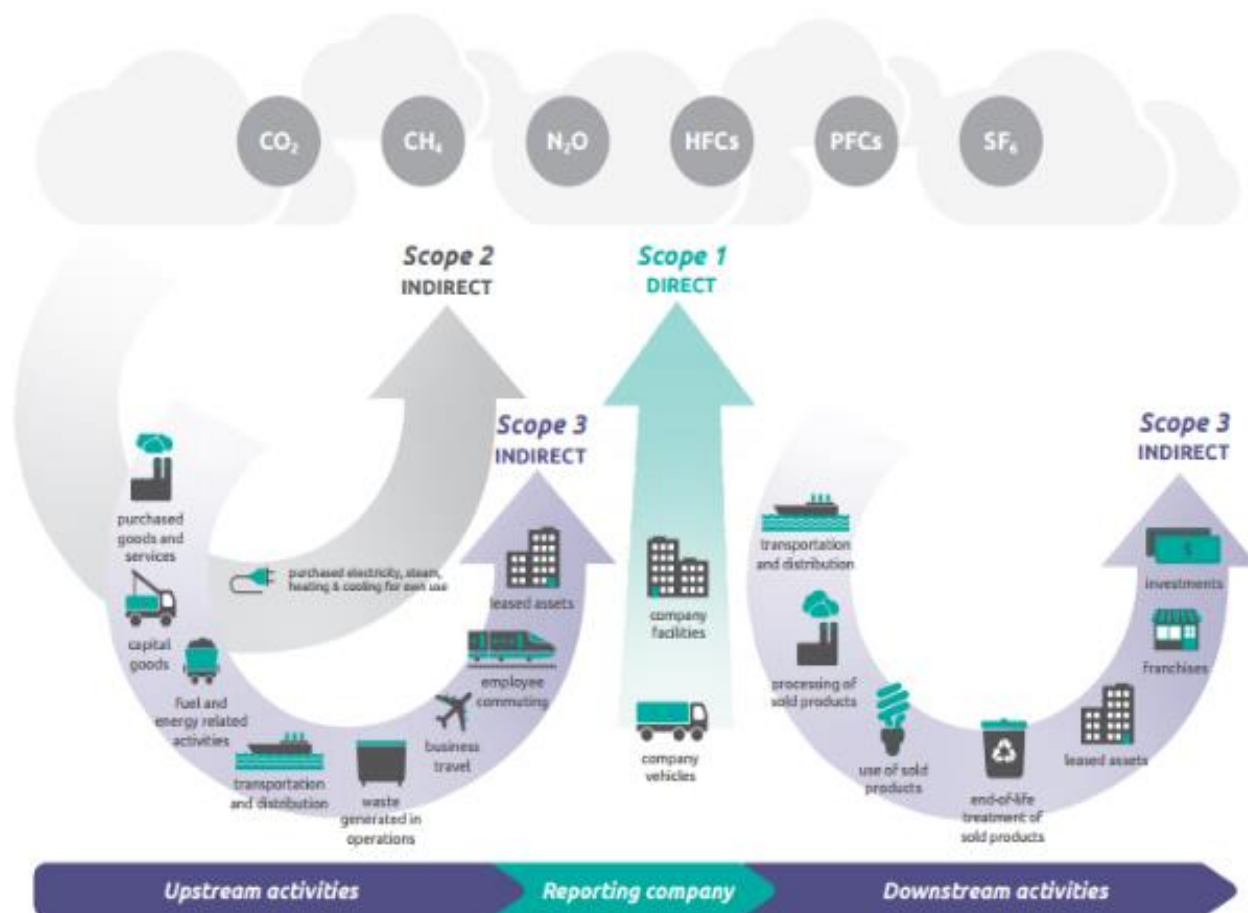 CO₂
CH₄
N₂O
HFCs
PFCs
SF₆
Scope 2
INDIRECT
Scope 1
DIRECT
Scope 3
INDIRECT
Scope 3
INDIRECT
purchased
goods and
services
capital
goods
fuel and
energy related
activities
transportation
and distribution
waste
generated in
operations
business
travel
employee
commuting
leased assets
purchased electricity, steam,
heating & cooling for own use
company
facilities
company
vehicles
transportation
and distribution
processing of
sold products
use of sold
products
end-of-life
treatment of
sold products
leased assets
franchises
investments
$
Upstream activities
Reporting company
Downstream activities